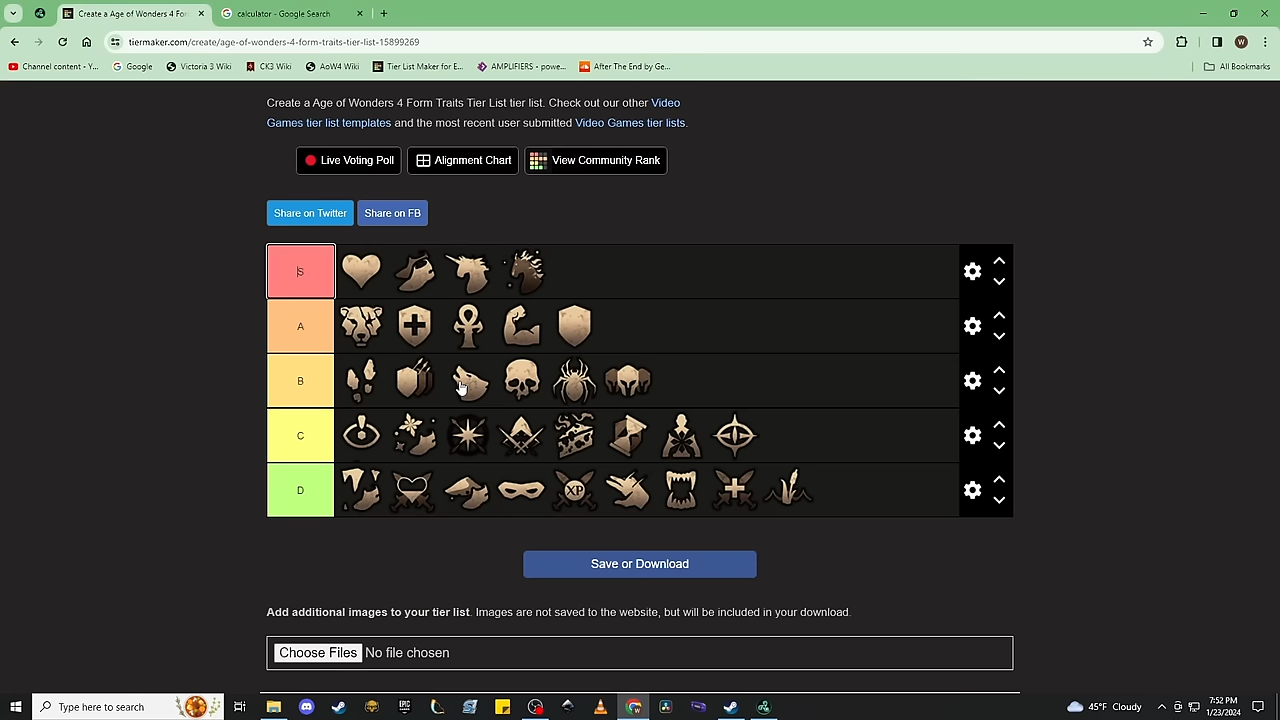 Create a Age of Wonders 4 For
calculator - Google Search
tiermaker.com/create/age-of-wonders-4-form-traits-tier-list-15899269
W
Channel content - Y...
Google
Victoria 3 Wiki
CK3 Wiki
AoW4 Wiki
Tier List Maker for E...
AMPLIFIERS - powe...
After The End by Ge...
All Bookmarks
Create a Age of Wonders 4 Form Traits Tier List tier list. Check out our other Video
Games tier list templates and the most recent user submitted Video Games tier lists.
Live Voting Poll
Alignment Chart
View Community Rank
Share on Twitter
Share on FB
S
A
B
C
D
XP
Save or Download
Add additional images to your tier list. Images are not saved to the website, but will be included in your download.
Choose Files No file chosen
Type here to search
EPIC
45°F Cloudy
7:52 PM
1/23/2024